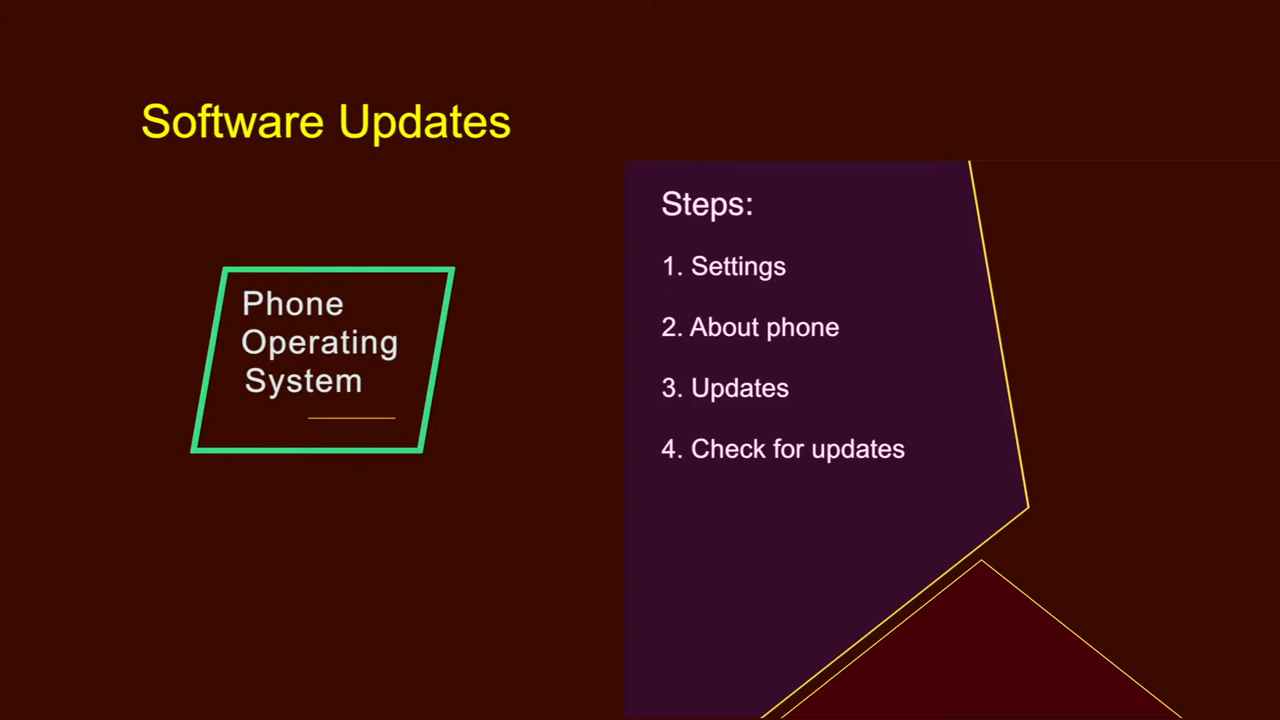 Software Updates
Phone
Operating
System
Steps:
1. Settings
2. About phone
3. Updates
4. Check for updates